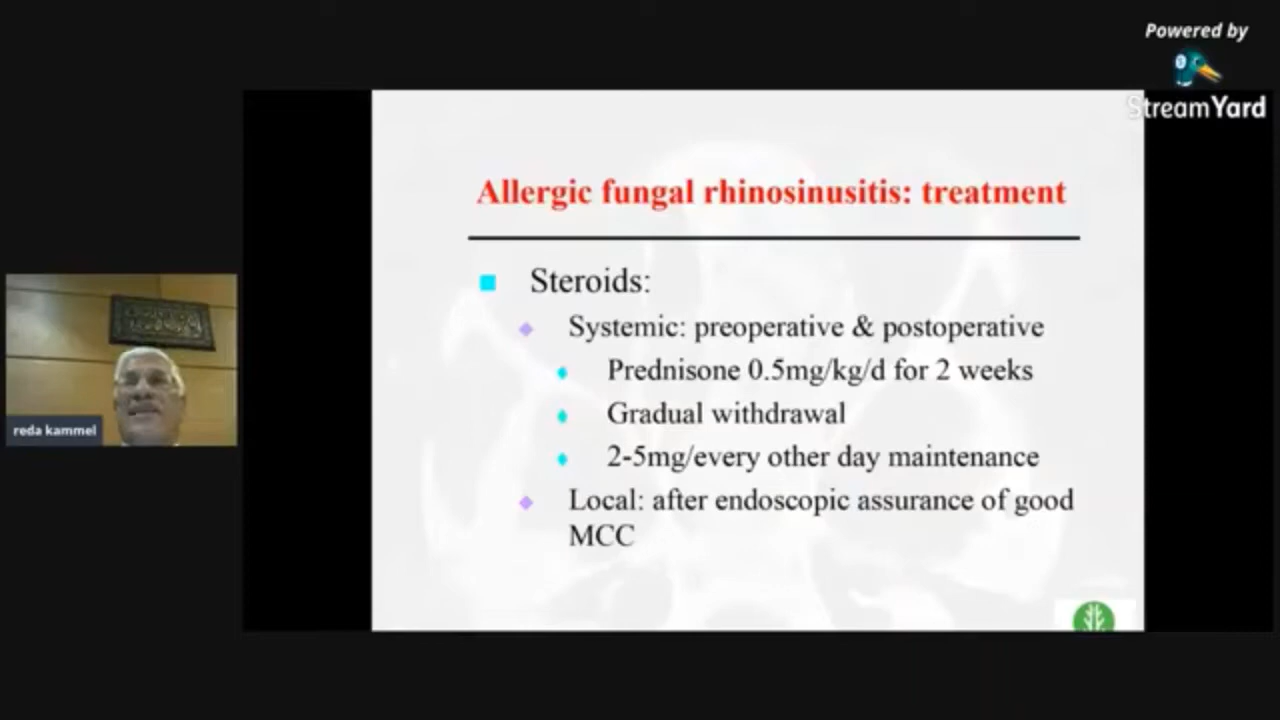 Powered by
StreamYard
Allergic fungal rhinosinusitis: treatment
Steroids:
Systemic: preoperative & postoperative
Prednisone 0.5mg/kg/d for 2 weeks
Gradual withdrawal
2-5mg/every other day maintenance
Local: after endoscopic assurance of good
MCC
reda kammel